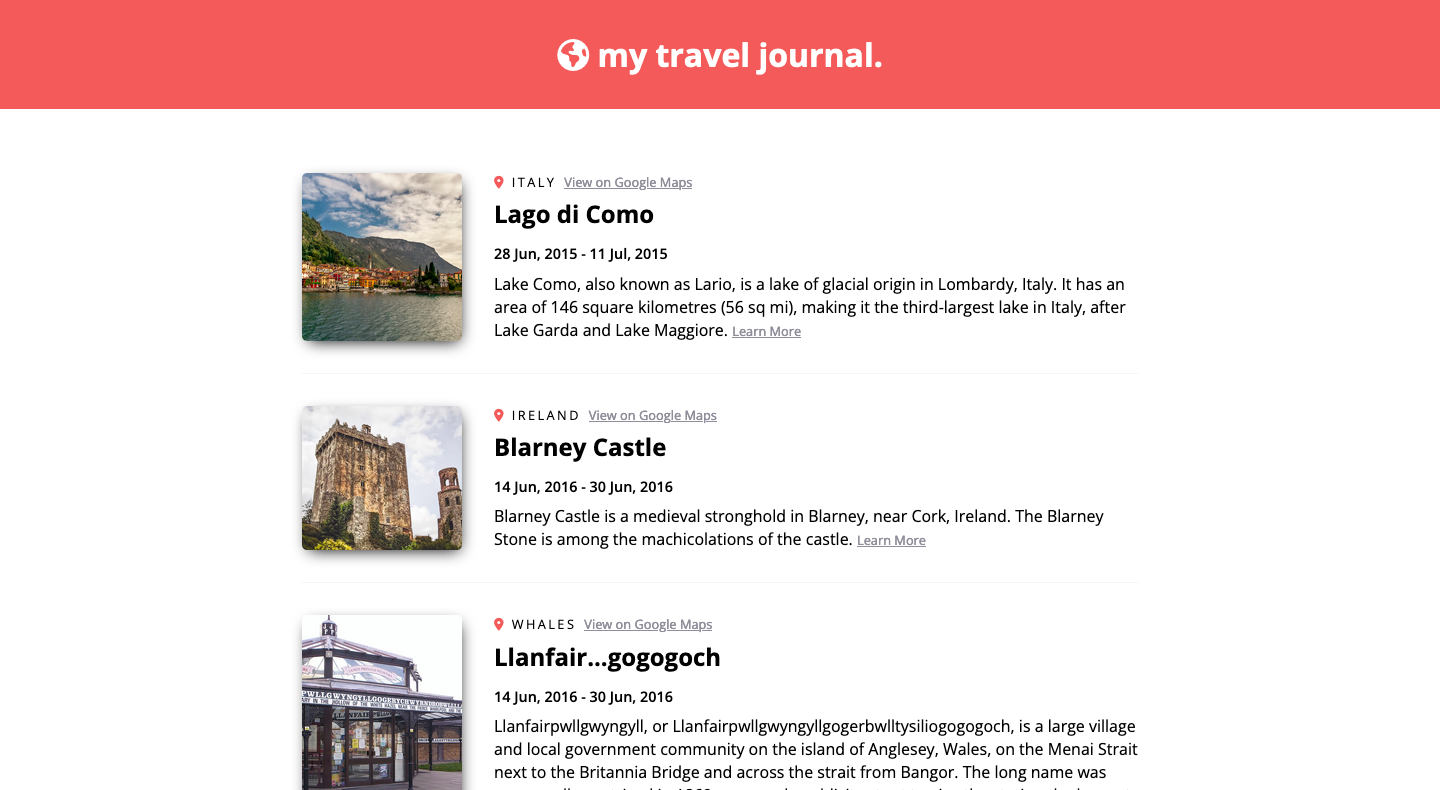 my travel journal.
ITALY View on Google Maps
Lago di Como
28 Jun, 2015 - 11 Jul, 2015
Lake Como, also known as Lario, is a lake of glacial origin in Lombardy, Italy. It has an
area of 146 square kilometres (56 sq mi), making it the third-largest lake in Italy, after
Lake Garda and Lake Maggiore. Learn More
IRELAND View on Google Maps
Blarney Castle
14 Jun, 2016 - 30 Jun, 2016
Blarney Castle is a medieval stronghold in Blarney, near Cork, Ireland. The Blarney
Stone is among the machicolations of the castle. Learn More
WHALES View on Google Maps
Llanfair...gogogoch
14 Jun, 2016 - 30 Jun, 2016
Llanfairpwllgwyngyll, or Llanfairpwllgwyngyllgogerbwlltysiliogogogoch, is a large village
and local government community on the island of Anglesey, Wales, on the Menai Strait
next to the Britannia Bridge and across the strait from Bangor. The long name was